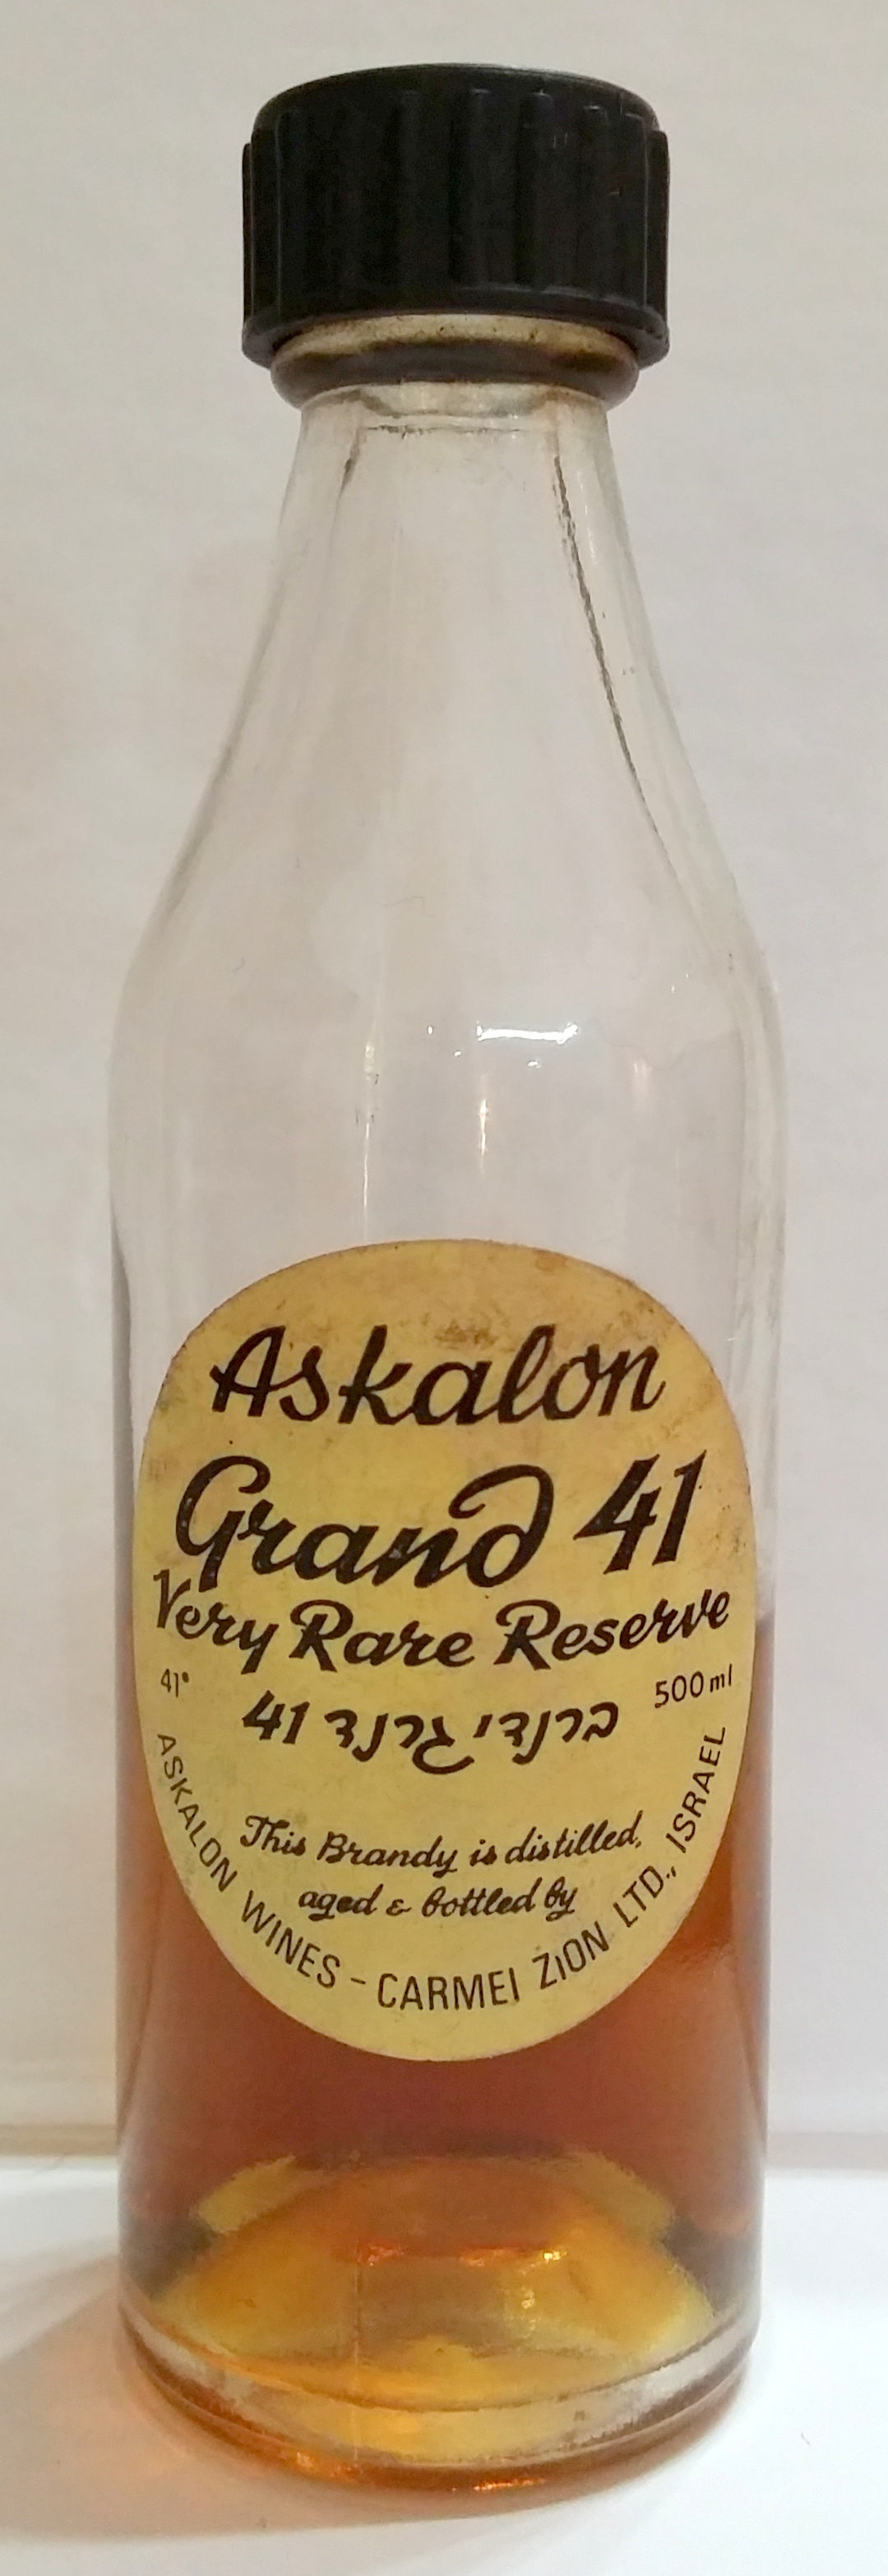 Askalon
Grand 41
Very Rare Reserve
41° 500 ml
ברנדי גרנד 41
This Brandy is distilled,
aged & bottled by
ASKALON WINES - CARMEI ZION LTD., ISRAEL